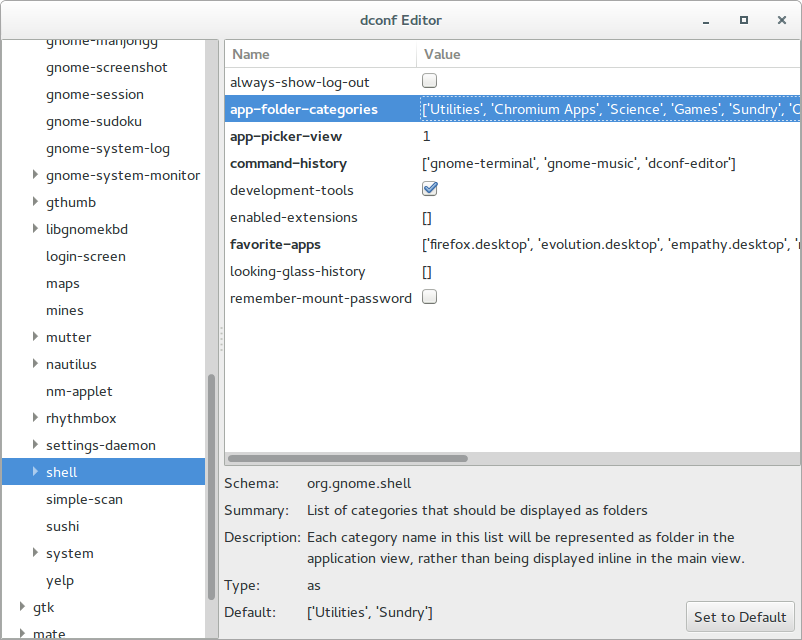 dconf Editor
gnome-mahjongg
gnome-screenshot
gnome-session
gnome-sudoku
gnome-system-log
gnome-system-monitor
gthumb
libgnomekbd
login-screen
maps
mines
mutter
nautilus
nm-applet
rhythmbox
settings-daemon
shell
simple-scan
sushi
system
yelp
gtk
mate
Name Value
always-show-log-out
app-folder-categories ['Utilities', 'Chromium Apps', 'Science', 'Games', 'Sundry', 'O
app-picker-view 1
command-history ['gnome-terminal', 'gnome-music', 'dconf-editor']
development-tools
enabled-extensions []
favorite-apps ['firefox.desktop', 'evolution.desktop', 'empathy.desktop',
looking-glass-history []
remember-mount-password
Schema: org.gnome.shell
Summary: List of categories that should be displayed as folders
Description: Each category name in this list will be represented as folder in the
application view, rather than being displayed inline in the main view.
Type: as
Default: ['Utilities', 'Sundry']
Set to Default